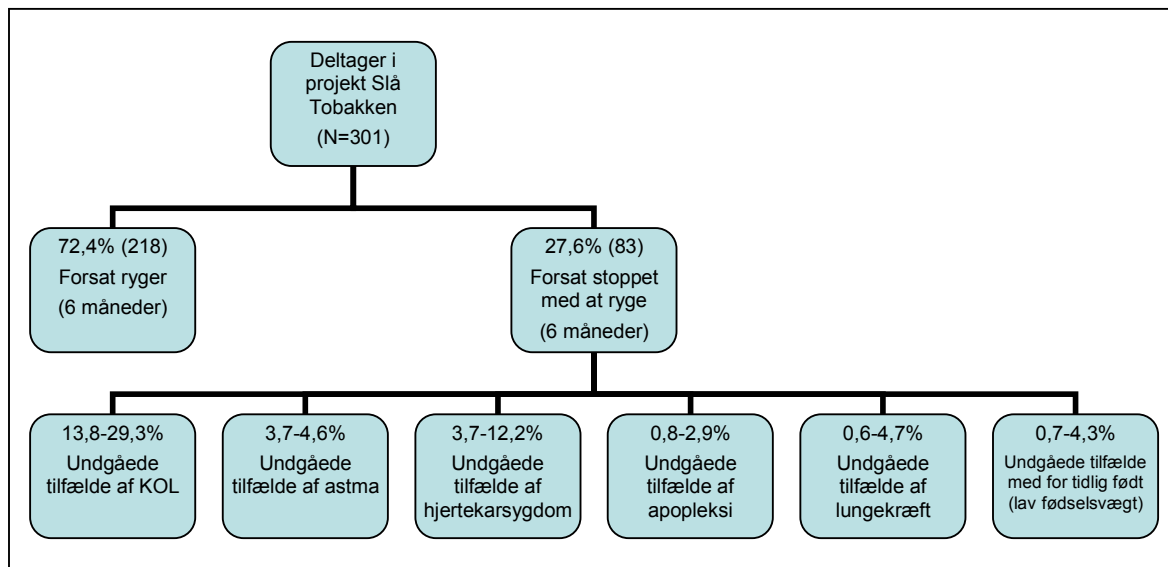 Deltager i
projekt Slå
Tobakken
(N=301)
72,4% (218)
Forsat ryger
(6 måneder)
27,6% (83)
Forsat stoppet
med at ryge
(6 måneder)
13,8-29,3%
Undgåede
tilfælde af KOL
3,7-4,6%
Undgåede
tilfælde af astma
3,7-12,2%
Undgåede
tilfælde af
hjertekarsygdom
0,8-2,9%
Undgåede
tilfælde af
apopleksi
0,6-4,7%
Undgåede
tilfælde af
lungekræft
0,7-4,3%
Undgåede tilfælde
med for tidlig født
(lav fødselsvægt)